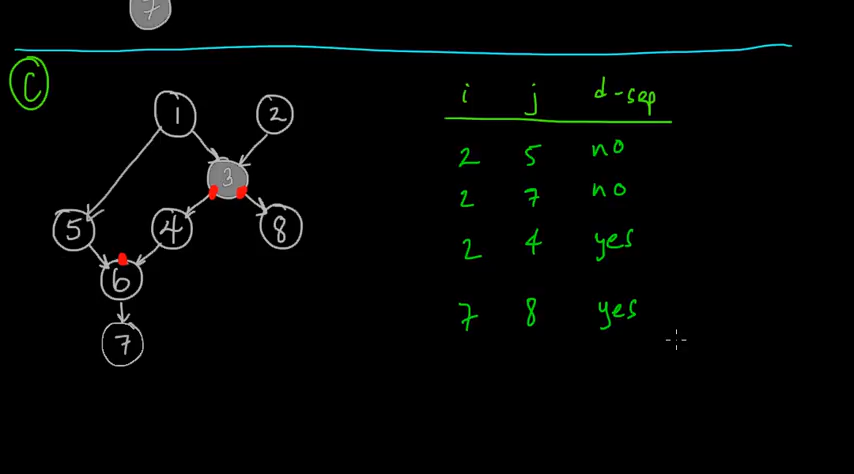 7
C
1 2
3
5 4 8
6
7
i j d-sep
2 5 no
2 7 no
2 4 yes
7 8 yes